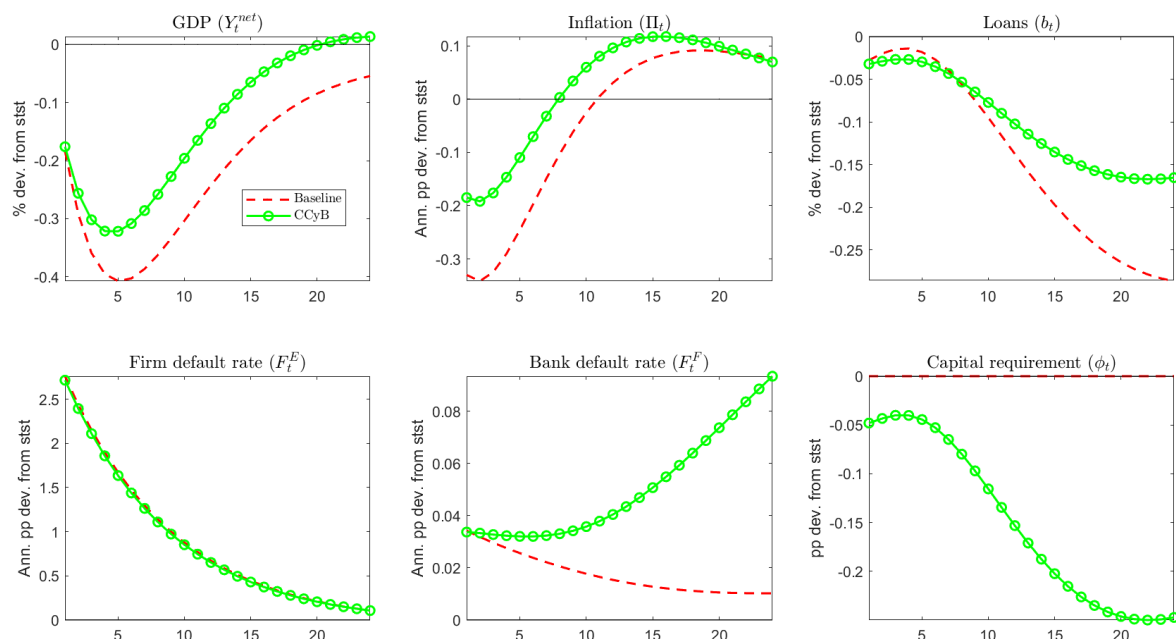 GDP (Y_t^{net})
% dev. from stst
0
-0.1
-0.2
-0.3
-0.4
5 10 15 20
Baseline
CCyB
Inflation (Π_t)
Ann. pp dev. from stst
0.1
0
-0.1
-0.2
-0.3
5 10 15 20
Loans (b_t)
% dev. from stst
0
-0.05
-0.1
-0.15
-0.2
-0.25
5 10 15 20
Firm default rate (F_t^E)
Ann. pp dev. from stst
2.5
2
1.5
1
0.5
0
5 10 15 20
Bank default rate (F_t^F)
Ann. pp dev. from stst
0.08
0.06
0.04
0.02
0
5 10 15 20
Capital requirement (ϕ_t)
pp dev. from stst
0
-0.05
-0.1
-0.15
-0.2
5 10 15 20